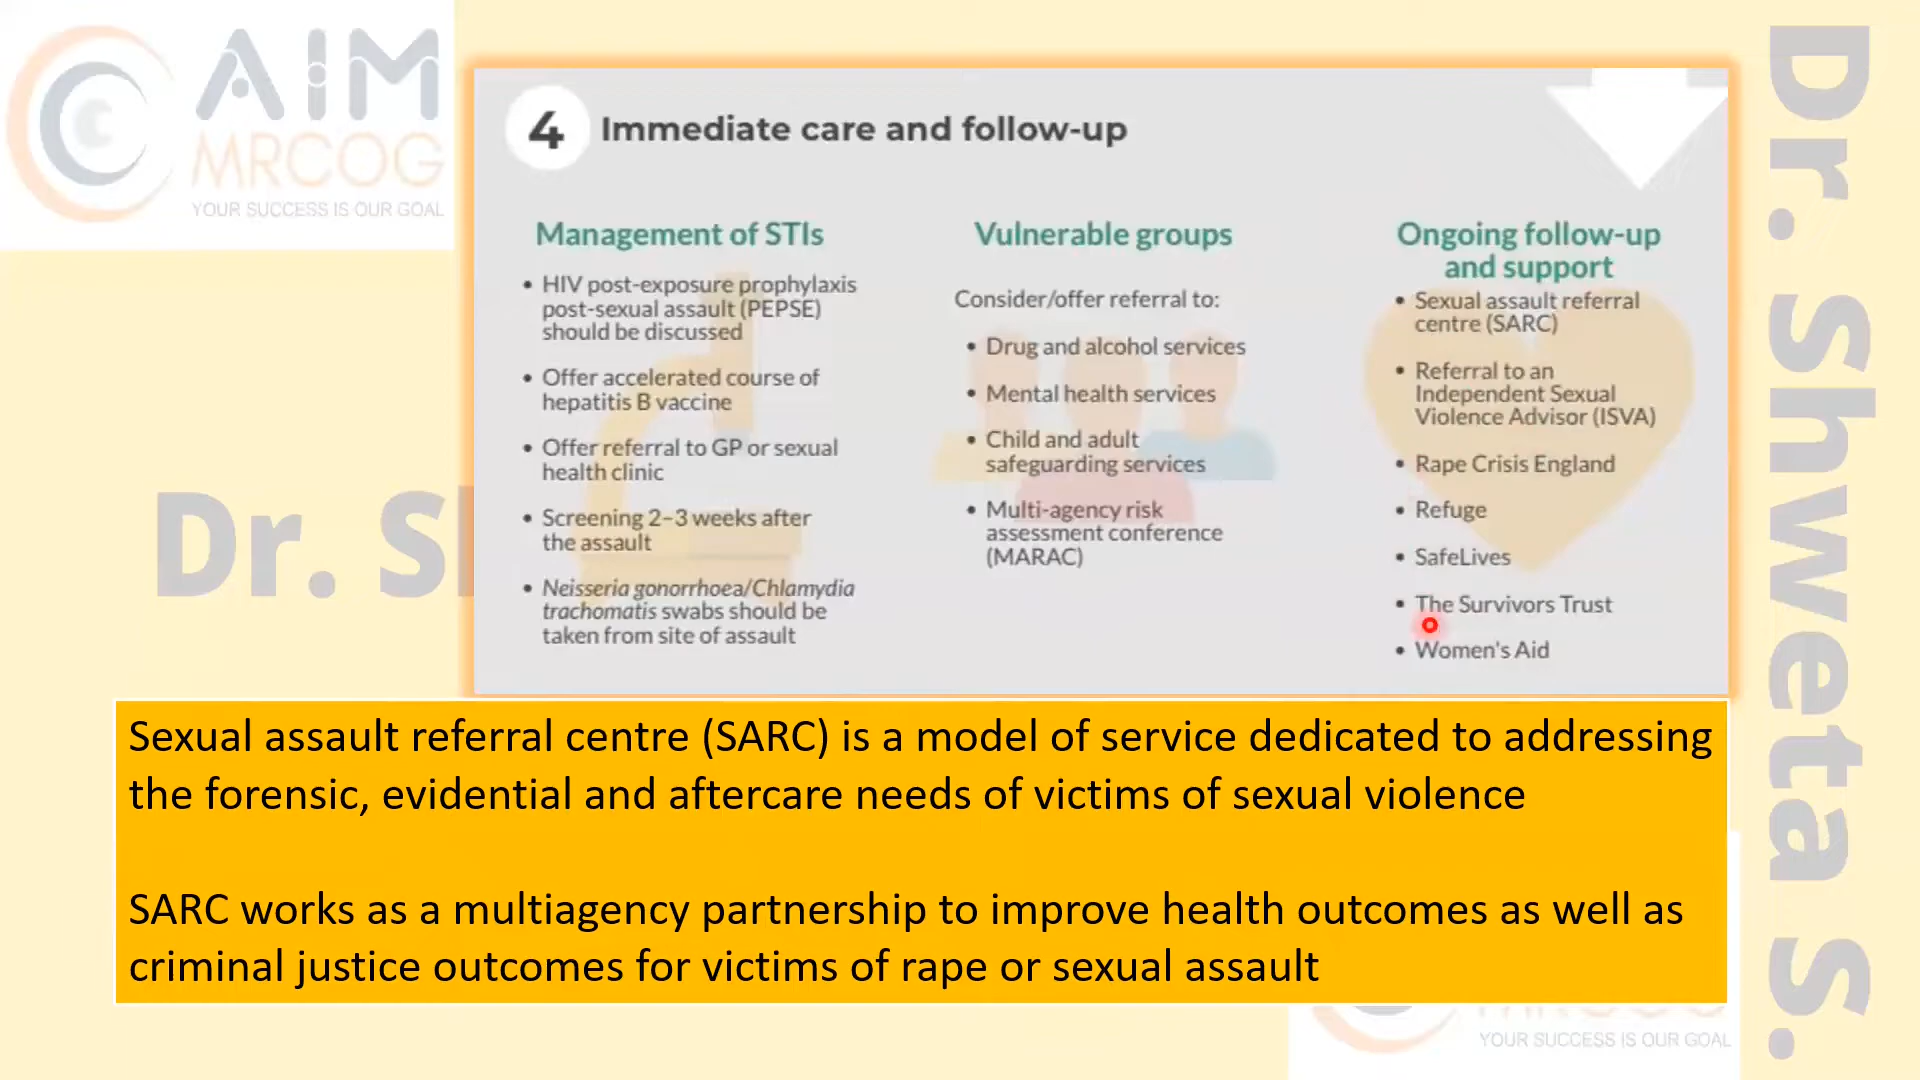 AIM
MRCOG
YOUR SUCCESS IS OUR GOAL
4 Immediate care and follow-up
Management of STIs
• HIV post-exposure prophylaxis
post-sexual assault (PEPSE)
should be discussed
• Offer accelerated course of
hepatitis B vaccine
• Offer referral to GP or sexual
health clinic
• Screening 2–3 weeks after
the assault
• Neisseria gonorrhoea/Chlamydia
trachomatis swabs should be
taken from site of assault
Vulnerable groups
Consider/offer referral to:
• Drug and alcohol services
• Mental health services
• Child and adult
safeguarding services
• Multi-agency risk
assessment conference
(MARAC)
Ongoing follow-up
and support
• Sexual assault referral
centre (SARC)
• Referral to an
Independent Sexual
Violence Advisor (ISVA)
• Rape Crisis England
• Refuge
• SafeLives
• The Survivors Trust
• Women's Aid
Sexual assault referral centre (SARC) is a model of service dedicated to addressing
the forensic, evidential and aftercare needs of victims of sexual violence
SARC works as a multiagency partnership to improve health outcomes as well as
criminal justice outcomes for victims of rape or sexual assault
Dr. Shweta S.
Dr.
YOUR SUCCESS IS OUR GOAL